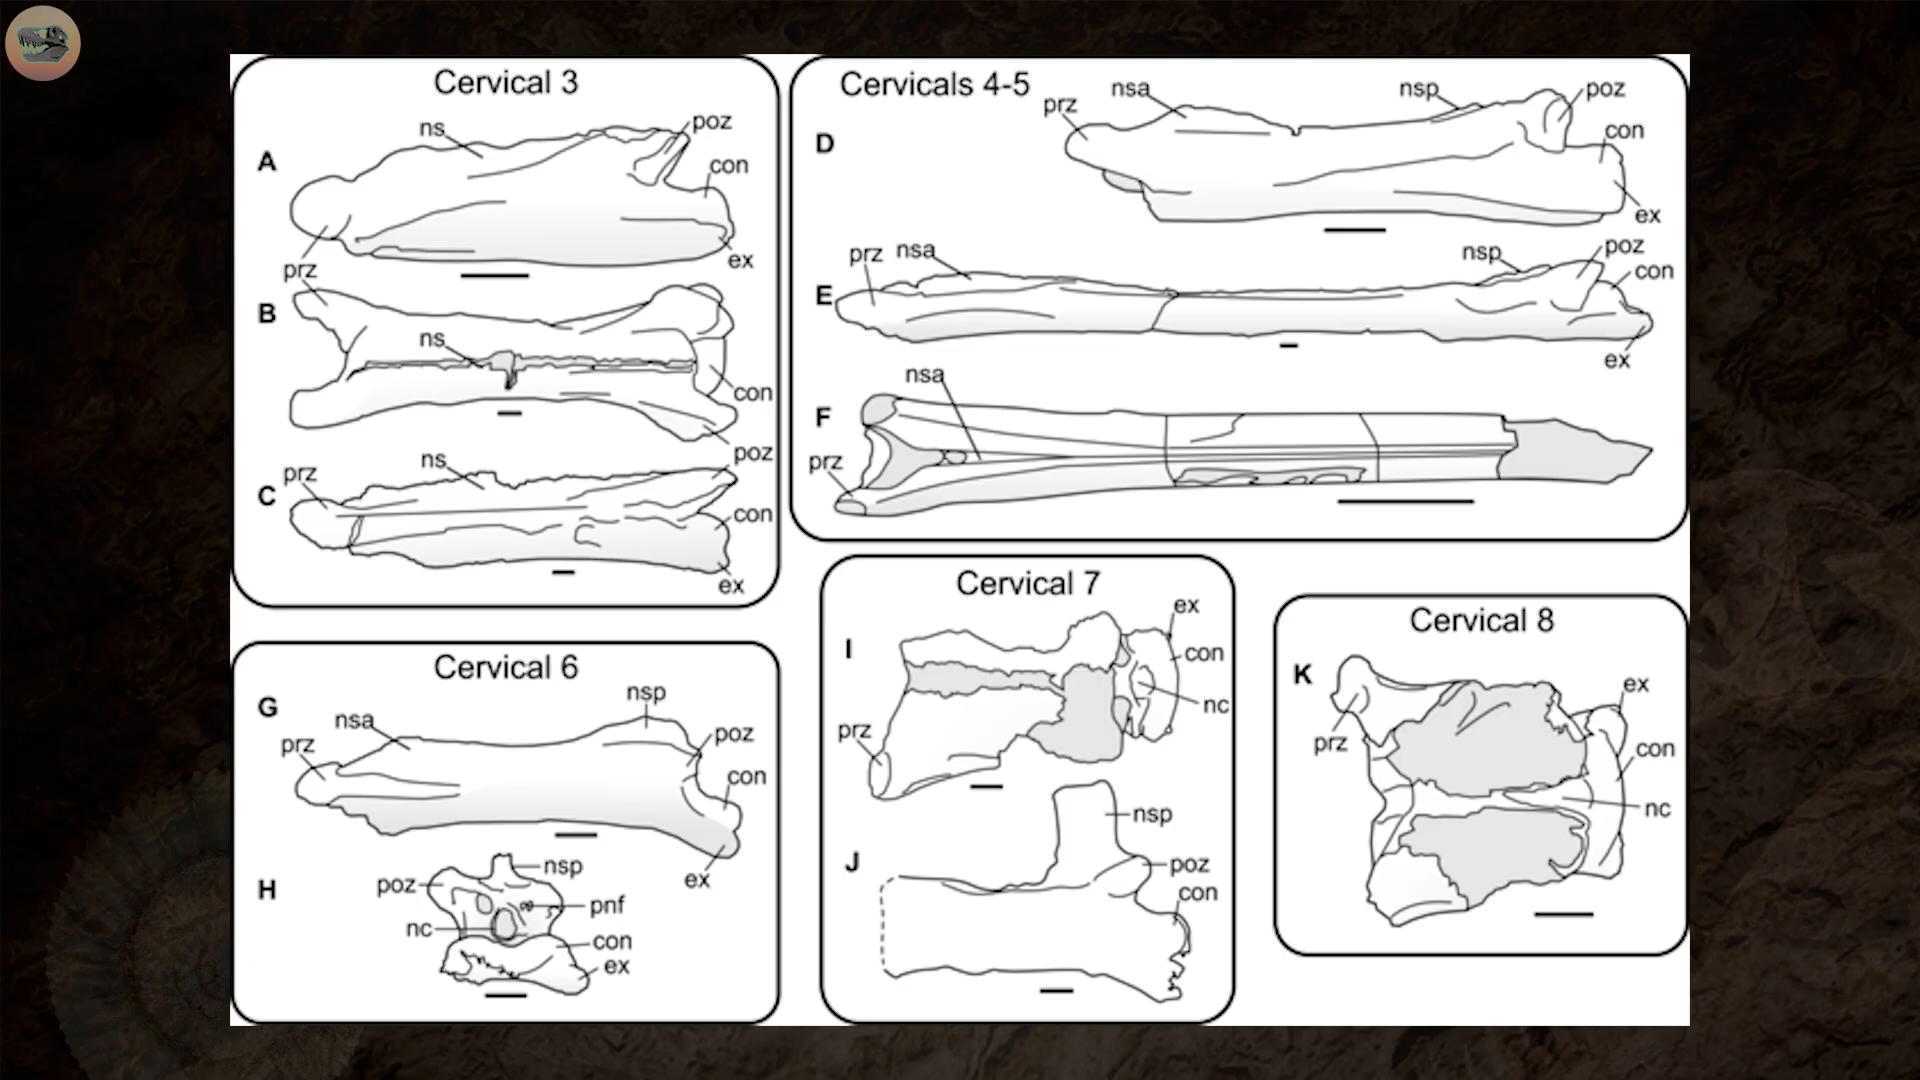 Cervical 3
A
ns
poz
con
prz
ex
B
ns
con
poz
C
prz
ns
con
ex
Cervicals 4-5
D
prz
nsa
nsp
poz
con
ex
E
prz
nsa
nsp
poz
con
ex
F
nsa
prz
Cervical 6
G
prz
nsa
nsp
poz
con
ex
H
nsp
poz
pnf
nc
con
ex
Cervical 7
I
ex
con
nc
prz
J
nsp
poz
con
Cervical 8
K
ex
prz
con
nc